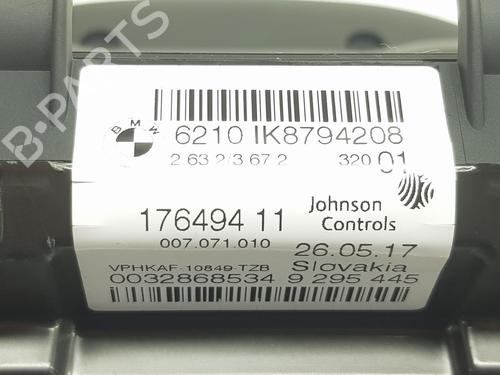 BMW
6210 IK8794208
2 63 2/3 67 2 320 01
176494 11
Johnson
Controls
007.071.010
26.05.17
VPHKAF-10849-TZB Slovakia
0032868534 9 295 445
B-PARTS